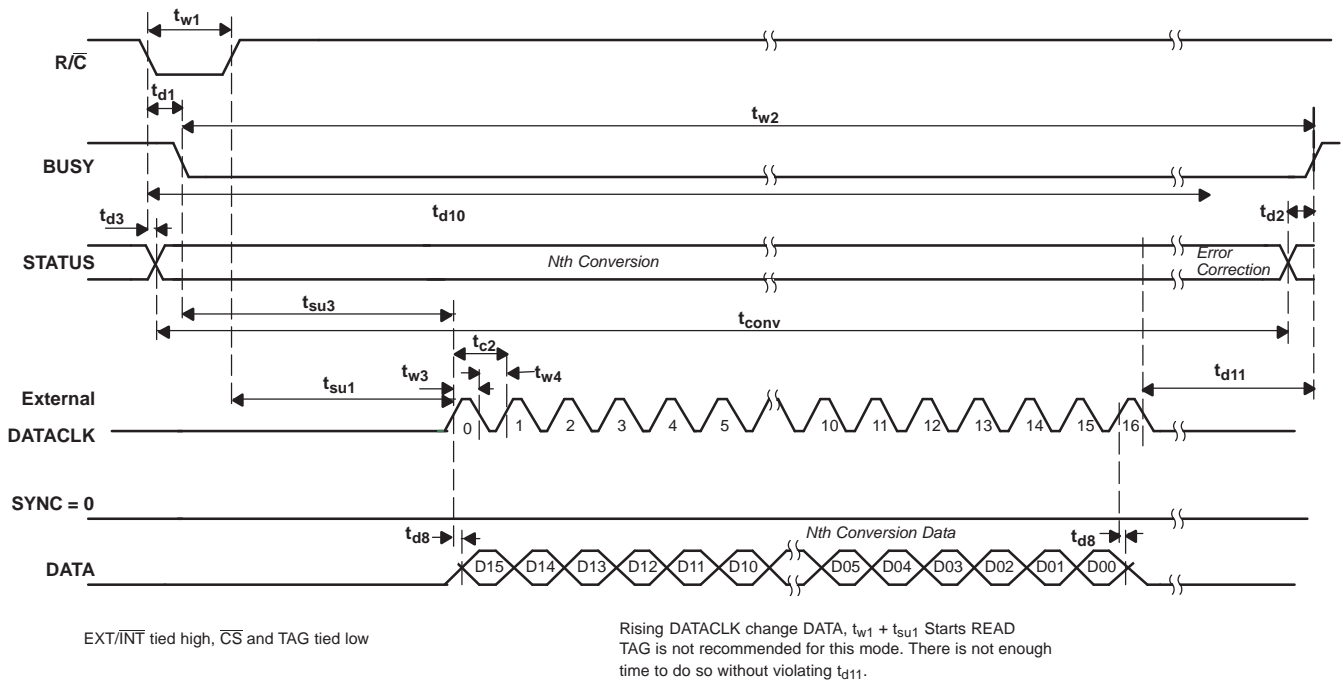 tw1
R/C̅
td1
tw2
BUSY
td10
td3
td2
STATUS
Nth Conversion
Error
Correction
tsu3
tconv
tc2
tw3
tw4
tsu1
td11
External
DATACLK
0 1 2 3 4 5 10 11 12 13 14 15 16
SYNC = 0
Nth Conversion Data
td8
td8
DATA
D15 D14 D13 D12 D11 D10 D05 D04 D03 D02 D01 D00
EXT/I̅N̅T̅ tied high, C̅S̅ and TAG tied low
Rising DATACLK change DATA, tw1 + tsu1 Starts READ
TAG is not recommended for this mode. There is not enough
time to do so without violating td11.